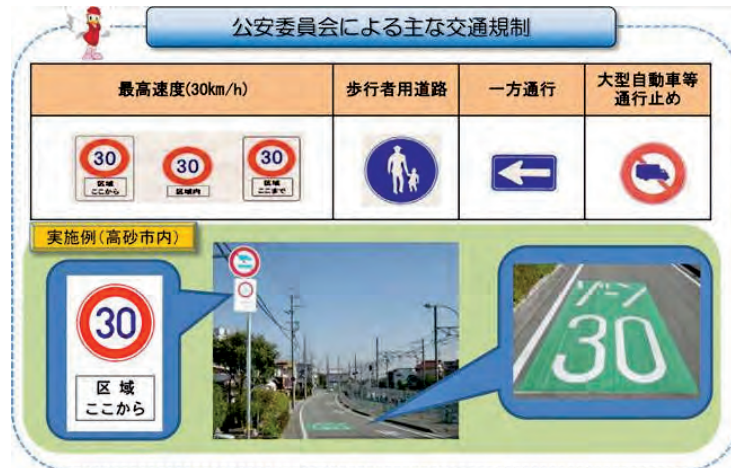 公安委員会による主な交通規制
最高速度(30km/h)
歩行者用道路
一方通行
大型自動車等
通行止め
30
区域
ここから
30
区域内
30
区域
ここまで
実施例(高砂市内)
30
区域
ここから
ゾーン
30